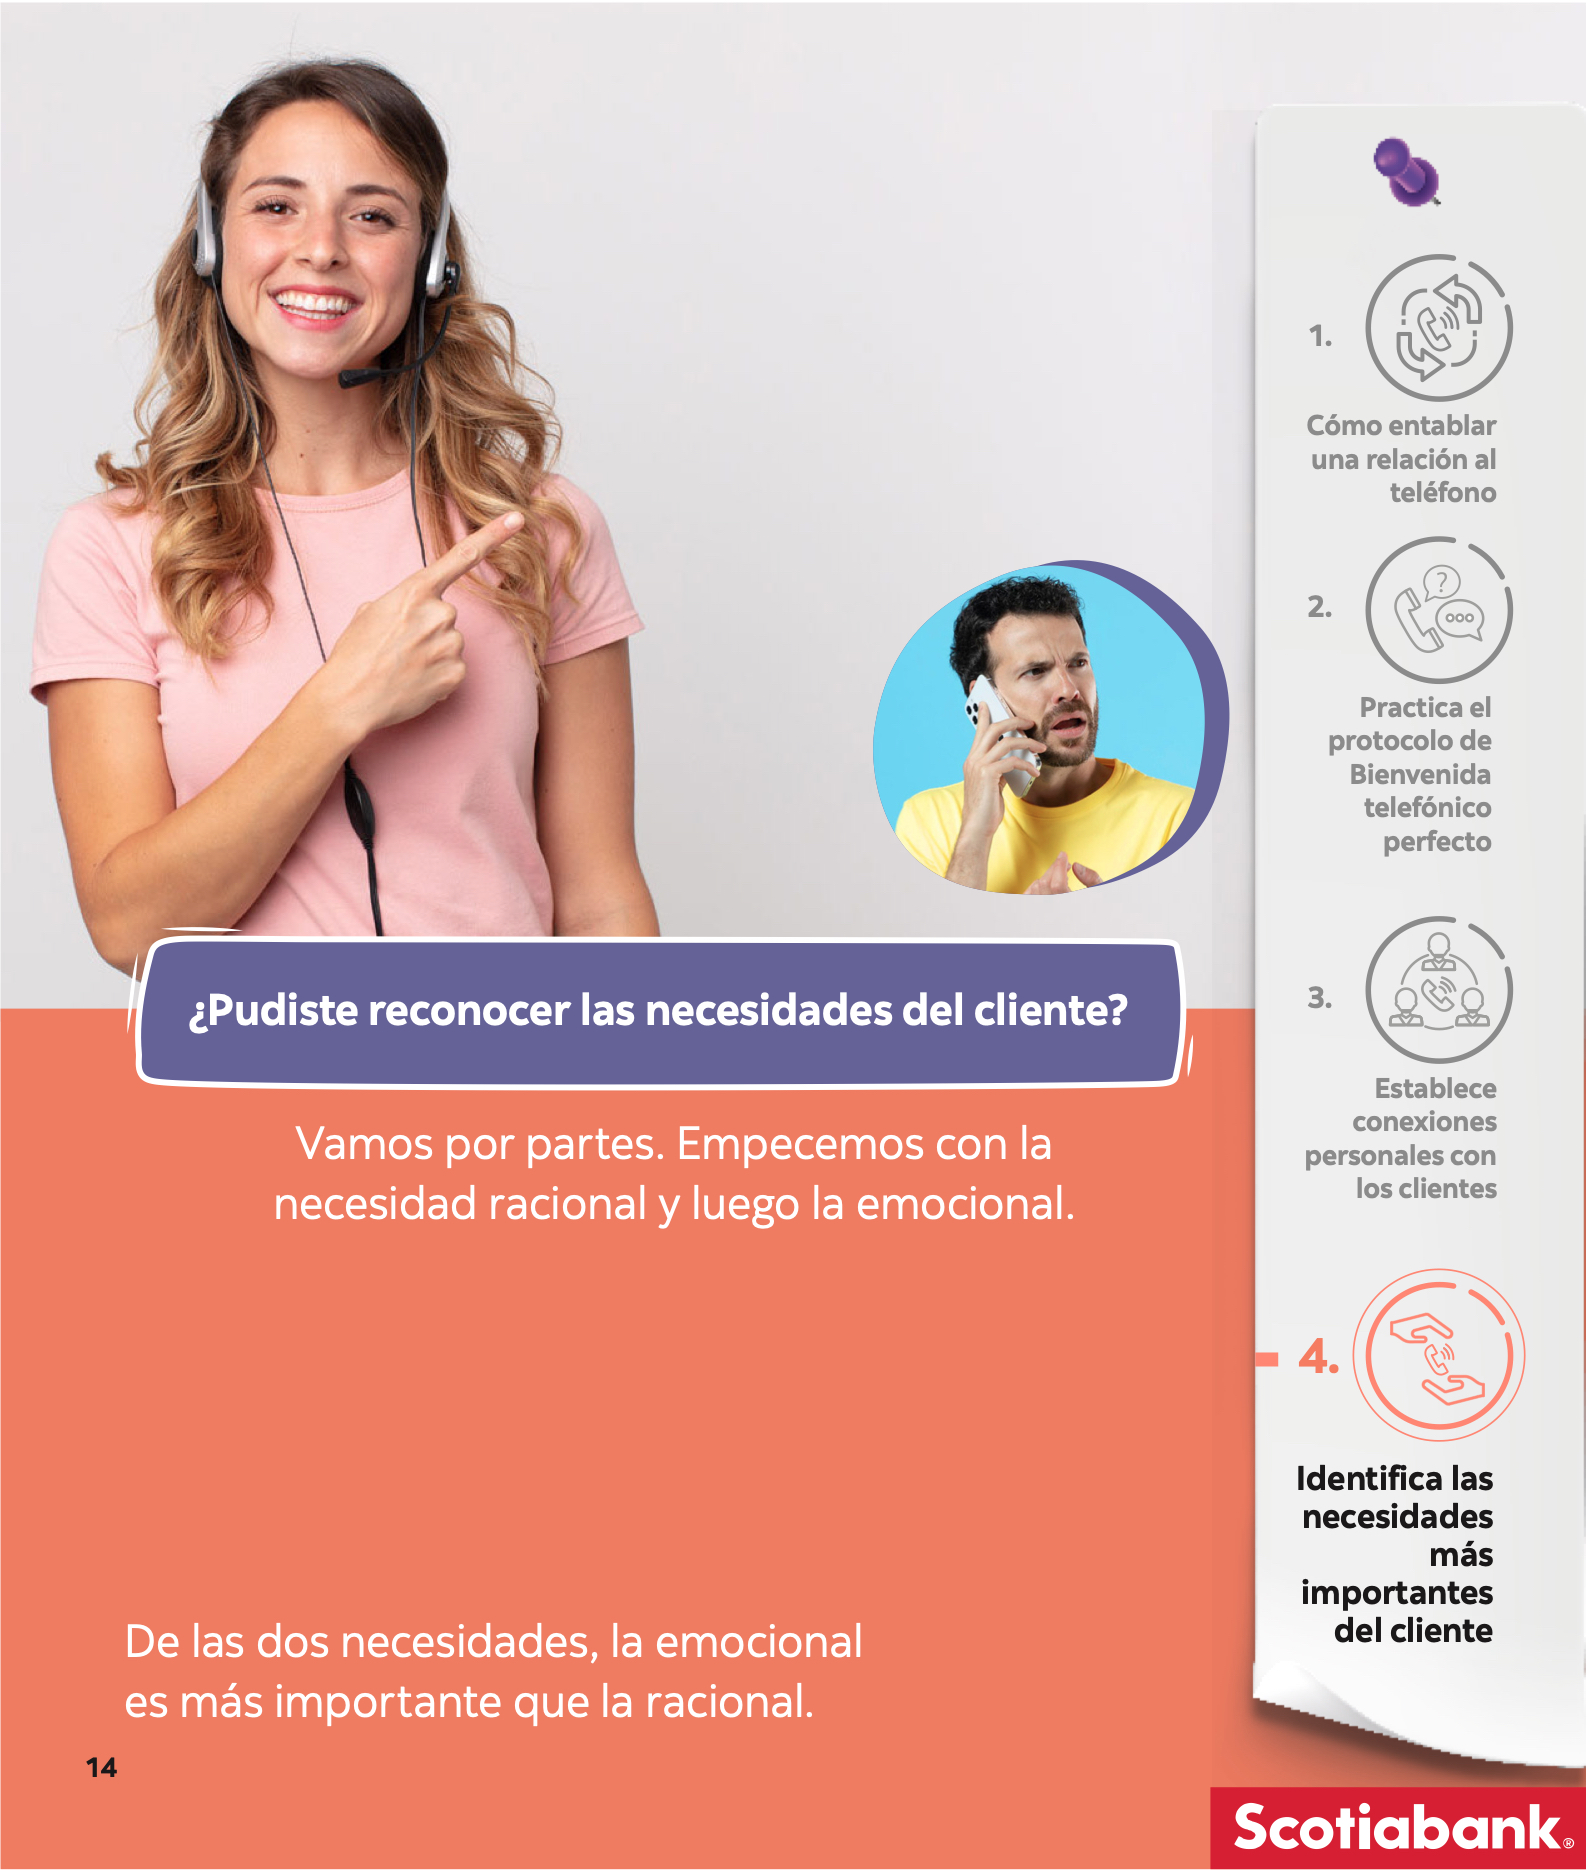 ¿Pudiste reconocer las necesidades del cliente?
Vamos por partes. Empecemos con la
necesidad racional y luego la emocional.
De las dos necesidades, la emocional
es más importante que la racional.
14
1.
Cómo entablar
una relación al
teléfono
2.
?
Practica el
protocolo de
Bienvenida
telefónico
perfecto
3.
Establece
conexiones
personales con
los clientes
4.
Identifica las
necesidades
más
importantes
del cliente
Scotiabank®